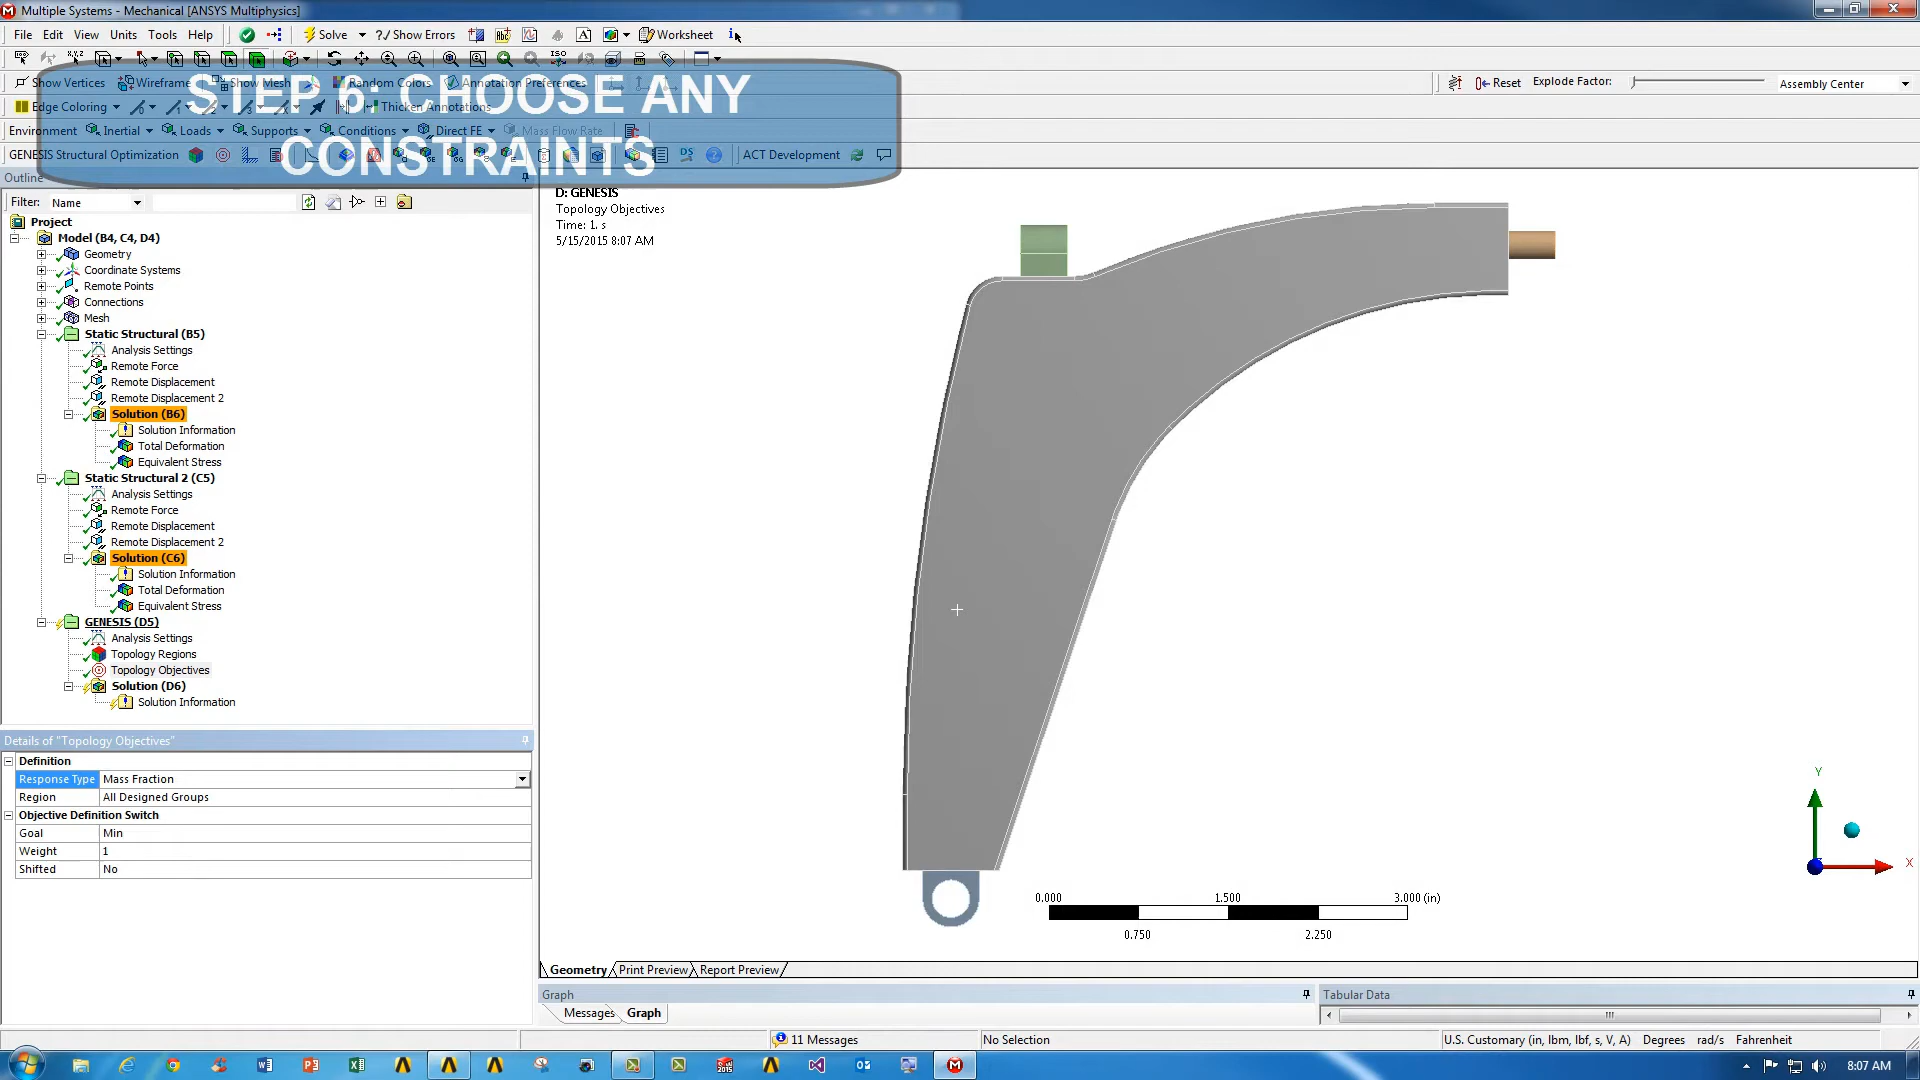 Multiple Systems - Mechanical [ANSYS Multiphysics]
File Edit View Units Tools Help Solve ?/ Show Errors Worksheet
Show Vertices Wireframe Show Mesh Random Colors Annotation Preferences Reset Explode Factor: Assembly Center
Edge Coloring Thicken Annotations
STEP 6: CHOOSE ANY
CONSTRAINTS
Environment Inertial Loads Supports Conditions Direct FE Mass Flow Rate
GENESIS Structural Optimization ACT Development
Outline
Filter: Name
Project
Model (B4, C4, D4)
Geometry
Coordinate Systems
Remote Points
Connections
Mesh
Static Structural (B5)
Analysis Settings
Remote Force
Remote Displacement
Remote Displacement 2
Solution (B6)
Solution Information
Total Deformation
Equivalent Stress
Static Structural 2 (C5)
Analysis Settings
Remote Force
Remote Displacement
Remote Displacement 2
Solution (C6)
Solution Information
Total Deformation
Equivalent Stress
GENESIS (D5)
Analysis Settings
Topology Regions
Topology Objectives
Solution (D6)
Solution Information
Details of "Topology Objectives"
Definition
Response Type Mass Fraction
Region All Designed Groups
Objective Definition Switch
Goal Min
Weight 1
Shifted No
D: GENESIS
Topology Objectives
Time: 1. s
5/15/2015 8:07 AM
Y
X
0.000 1.500 3.000 (in)
0.750 2.250
Geometry Print Preview Report Preview
Graph
Messages Graph
Tabular Data
11 Messages No Selection U.S. Customary (in, lbm, lbf, s, V, A) Degrees rad/s Fahrenheit
8:07 AM